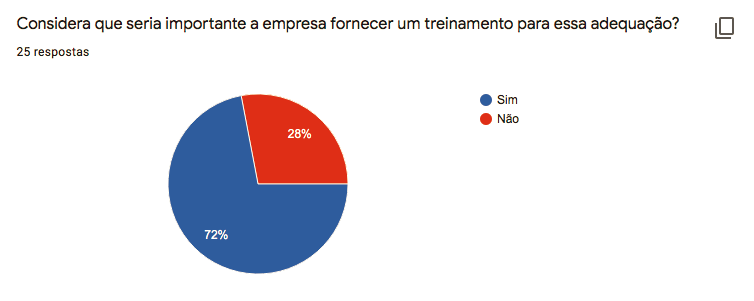 Considera que seria importante a empresa fornecer um treinamento para essa adequação?
25 respostas
Sim
Não
28%
72%